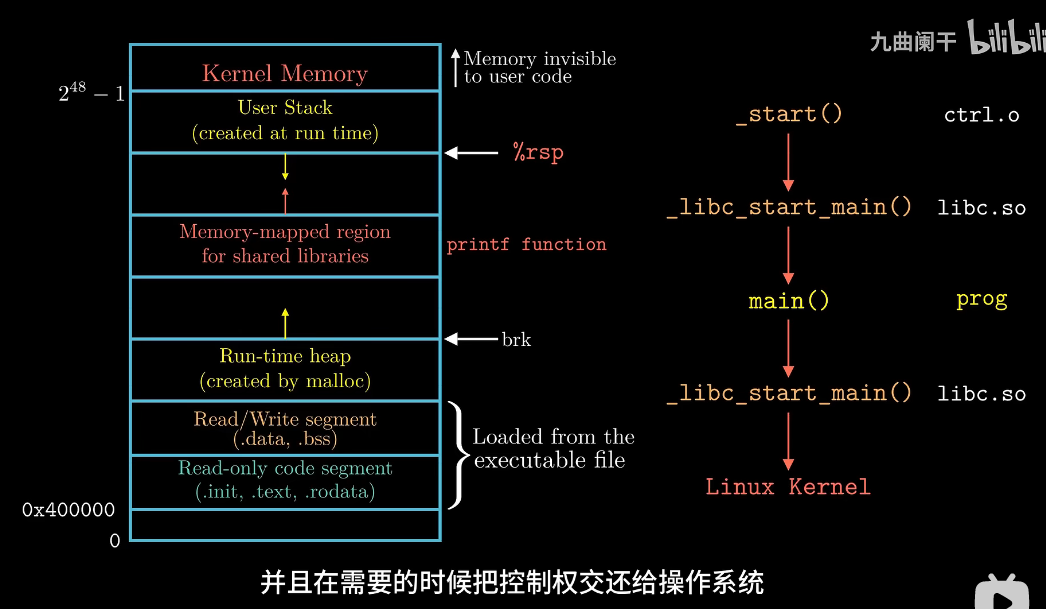 九曲阑干 bilibili
Kernel Memory
Memory invisible
to user code
2^48 − 1
User Stack
(created at run time)
%rsp
Memory-mapped region
for shared libraries
printf function
brk
Run-time heap
(created by malloc)
Read/Write segment
(.data, .bss)
Loaded from the
executable file
Read-only code segment
(.init, .text, .rodata)
0x400000
0
_start()
ctrl.o
_libc_start_main()
libc.so
main()
prog
_libc_start_main()
libc.so
Linux Kernel
并且在需要的时候把控制权交还给操作系统